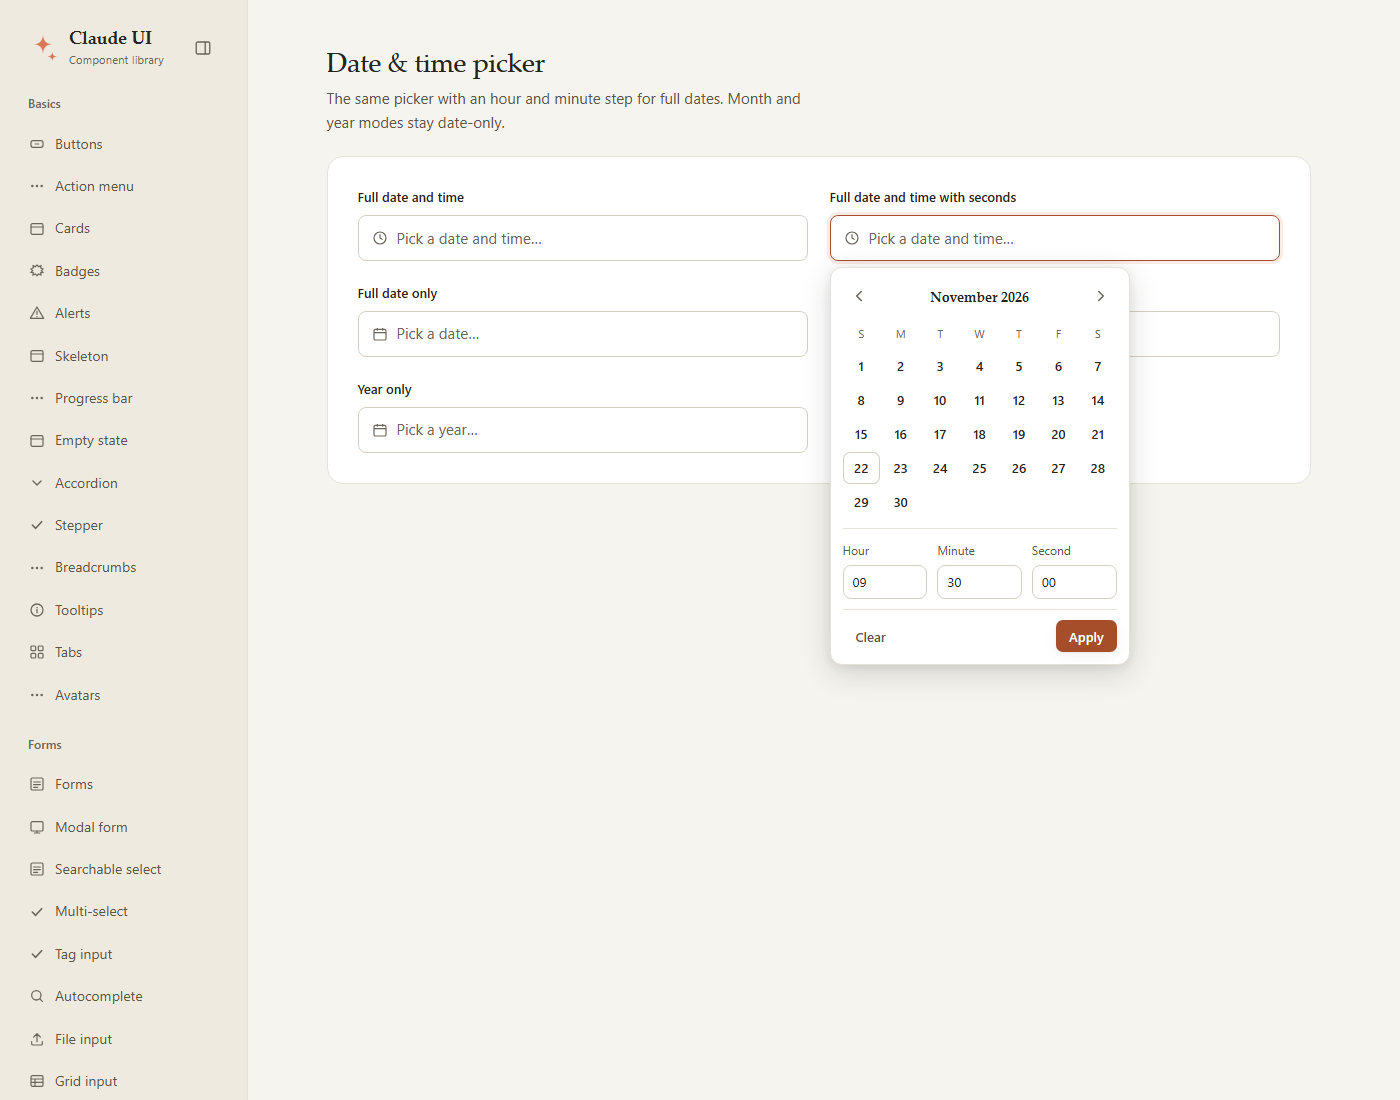 Claude UI
Component library
Basics
Buttons
Action menu
Cards
Badges
Alerts
Skeleton
Progress bar
Empty state
Accordion
Stepper
Breadcrumbs
Tooltips
Tabs
Avatars
Forms
Forms
Modal form
Searchable select
Multi-select
Tag input
Autocomplete
File input
Grid input
Date & time picker
The same picker with an hour and minute step for full dates. Month and
year modes stay date-only.
Full date and time
Pick a date and time...
Full date and time with seconds
Pick a date and time...
Full date only
Pick a date...
Year only
Pick a year...
November 2026
S M T W T F S
1 2 3 4 5 6 7
8 9 10 11 12 13 14
15 16 17 18 19 20 21
22 23 24 25 26 27 28
29 30
Hour Minute Second
09 30 00
Clear Apply